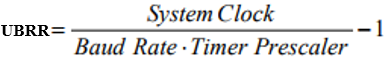 UBRR = System Clock / Baud Rate · Timer Prescaler − 1